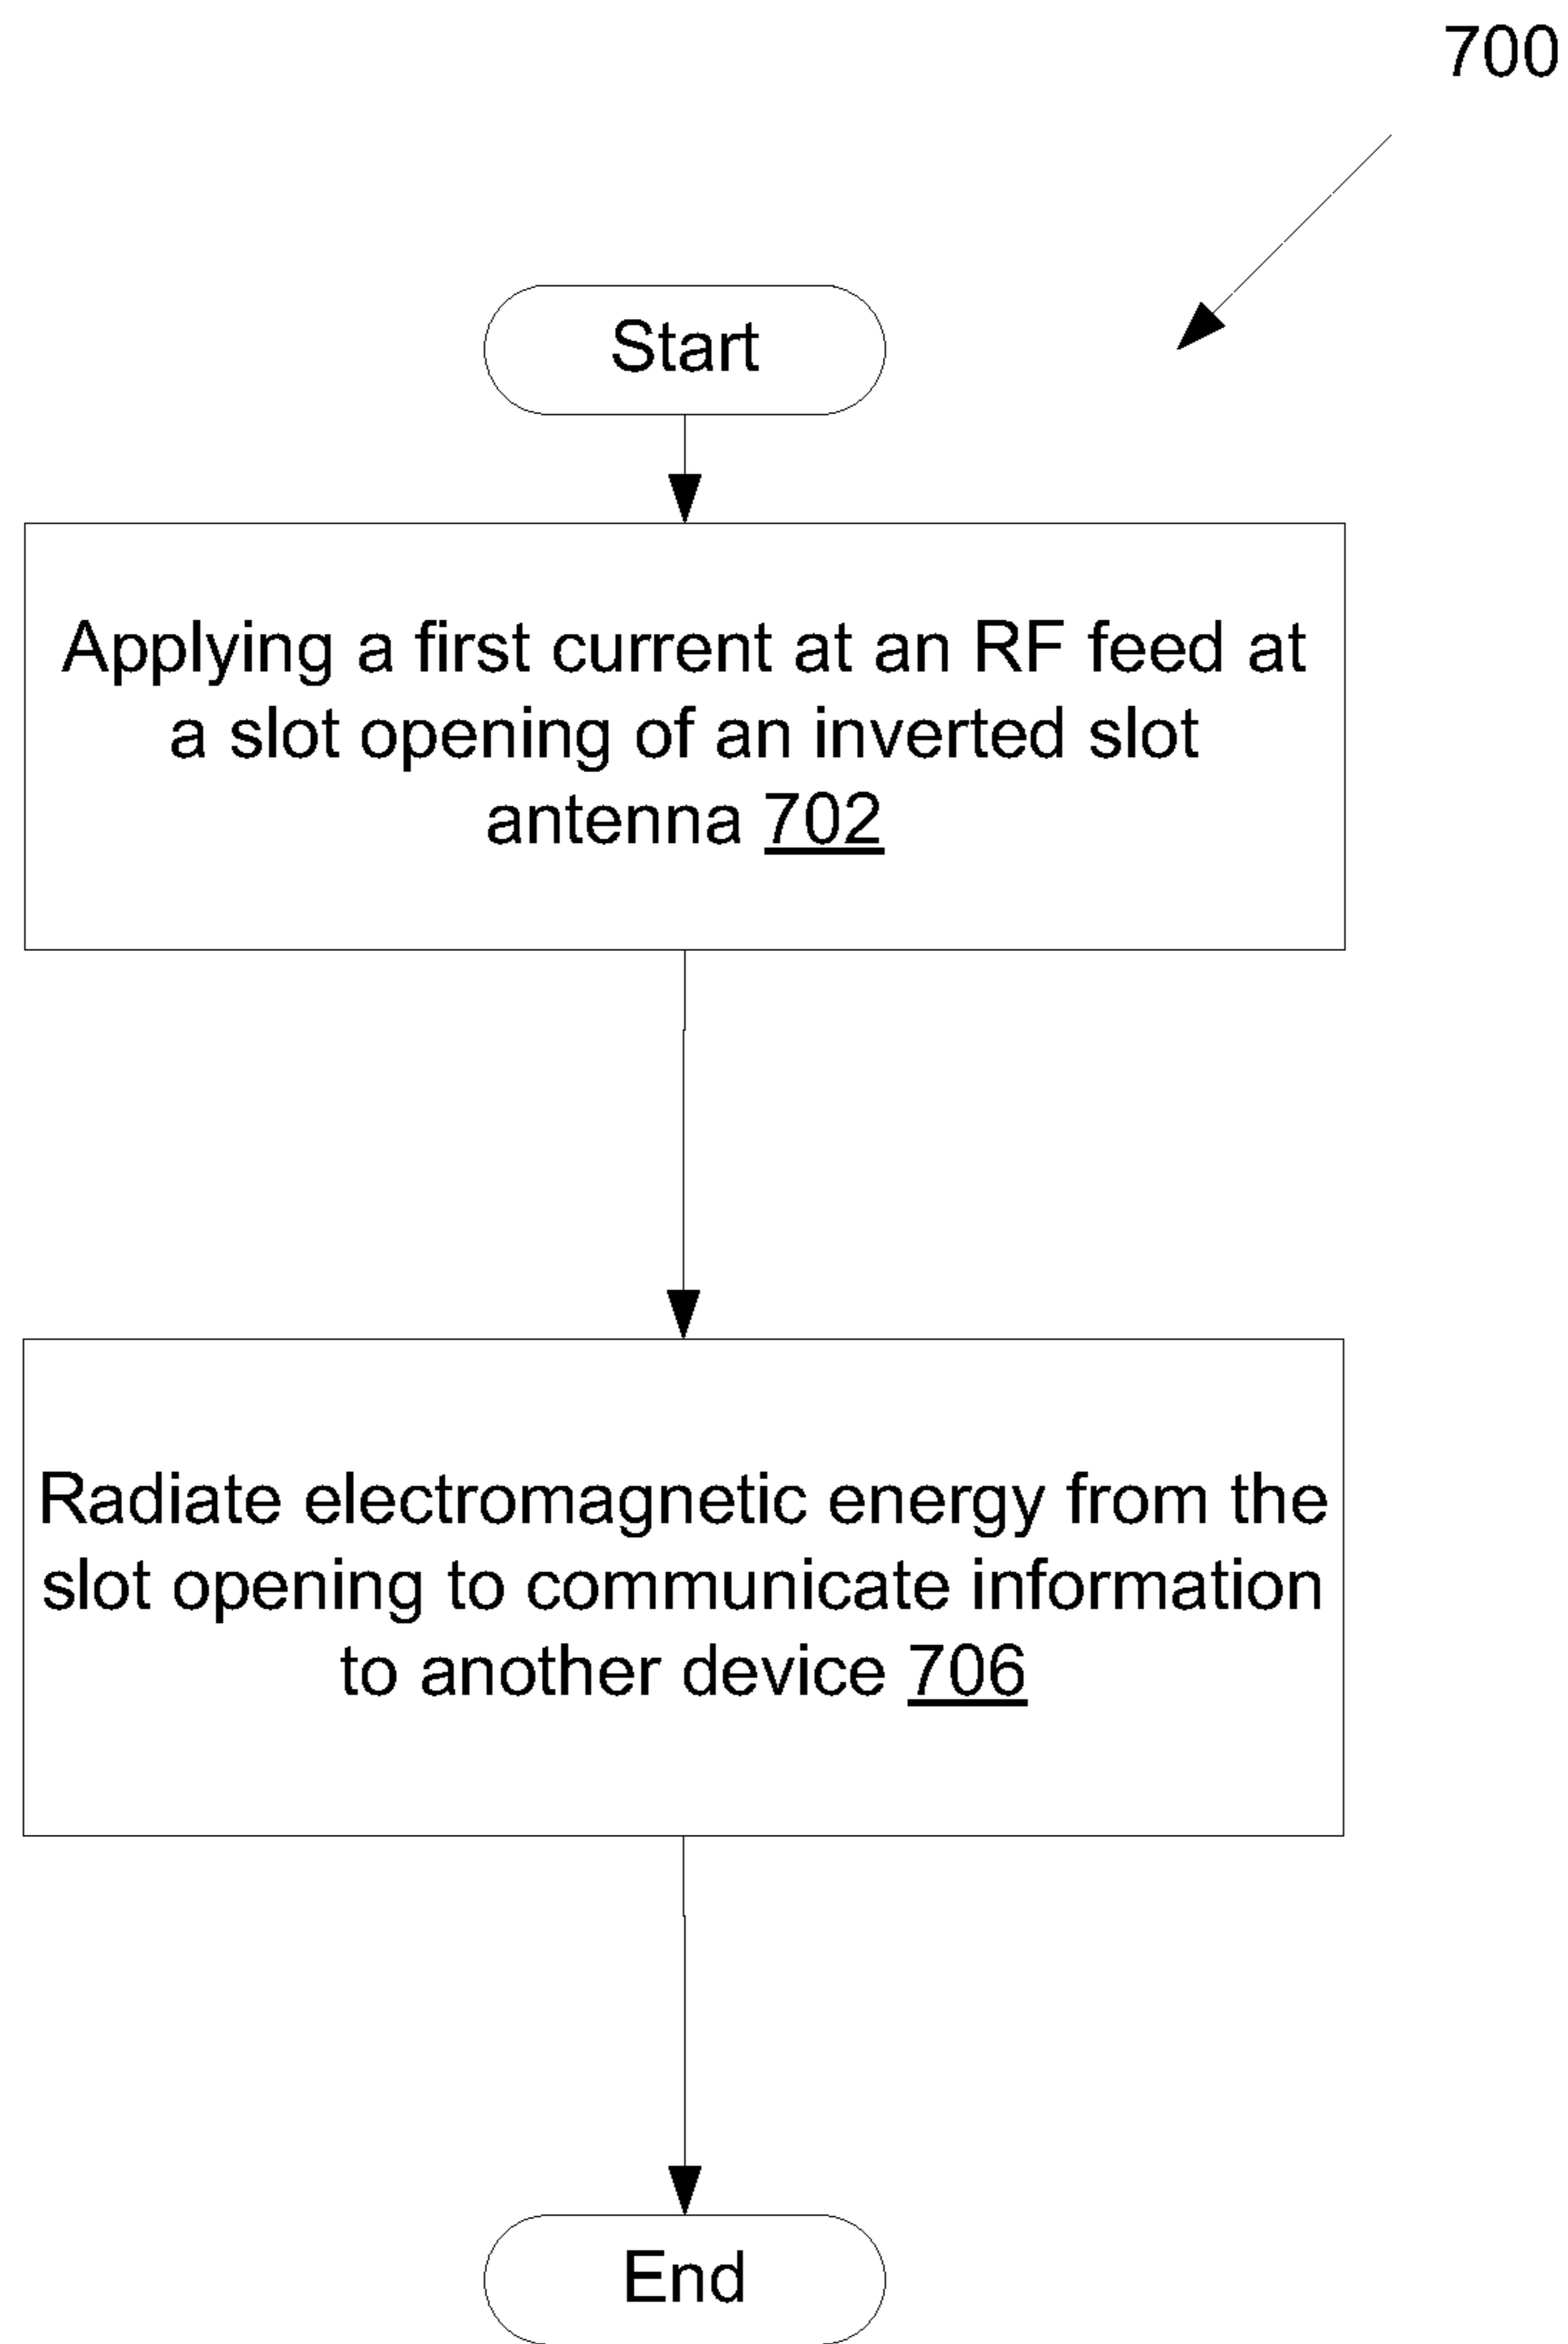 700
Start
Applying a first current at an RF feed at
a slot opening of an inverted slot
antenna 702
Radiate electromagnetic energy from the
slot opening to communicate information
to another device 706
End